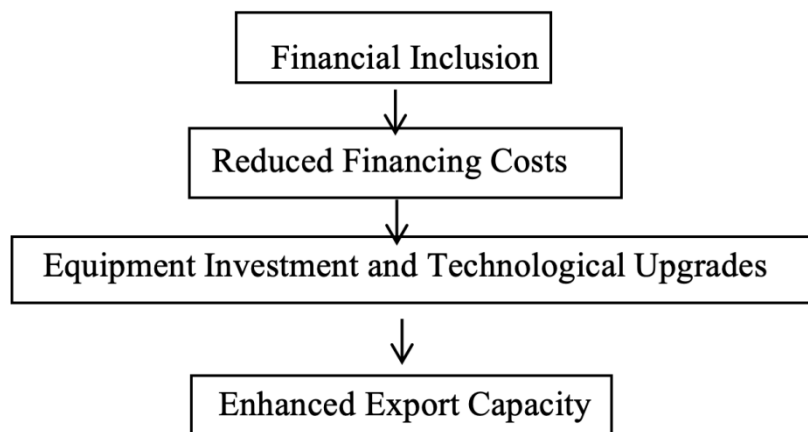 Financial Inclusion
Reduced Financing Costs
Equipment Investment and Technological Upgrades
Enhanced Export Capacity